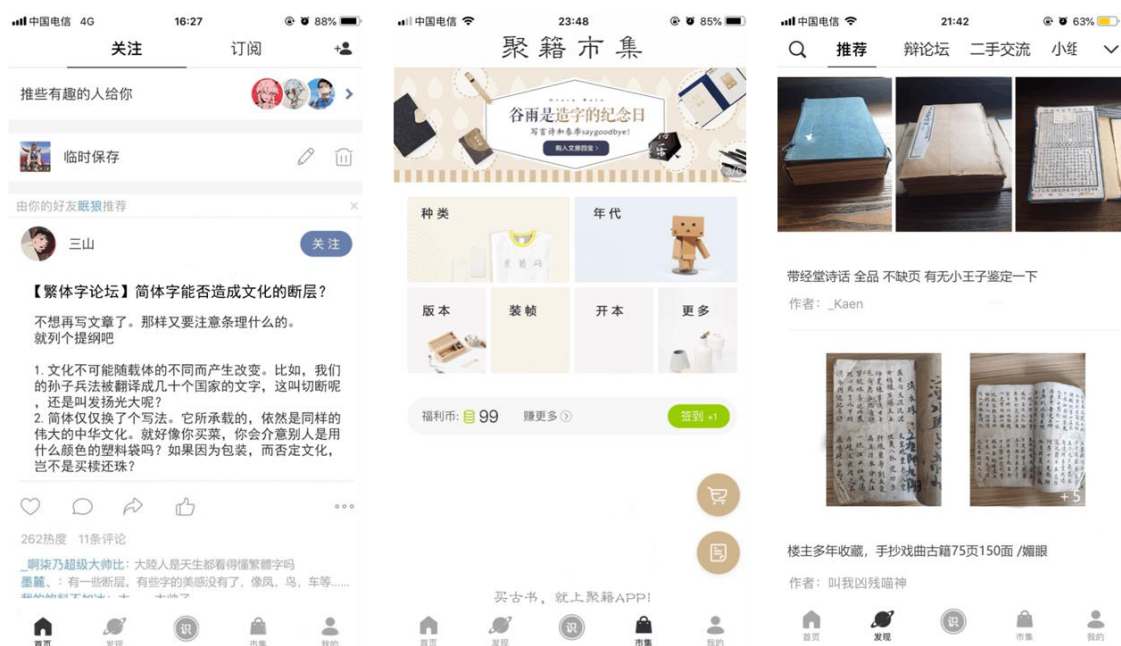 中国电信 4G 16:27 88%
关注 订阅
推些有趣的人给你
临时保存
由你的好友眠狼推荐
三山
关注
【繁体字论坛】简体字能否造成文化的断层？
不想再写文章了。那样又要注意条理什么的。
就列个提纲吧
1. 文化不可能随载体的不同而产生改变。比如，我们
的孙子兵法被翻译成几十个国家的文字，这叫切断呢
，还是叫发扬光大呢？
2. 简体仅仅换了个写法。它所承载的，依然是同样的
伟大的中华文化。就好像你买菜，你会介意别人是用
什么颜色的塑料袋吗？如果因为包装，而否定文化，
岂不是买椟还珠？
262热度 11条评论
_啊柒乃超级大帅比：大陸人是天生都看得懂繁體字吗
墨麓、：有一些断层。有些字的美感没有了，像凤，鸟，车等......
首页 发现 识 市集 我的
中国电信 23:48 85%
聚籍市集
谷雨是造字的纪念日
写首诗和春季saygoodbye!
购入文房四宝 >
种类
年代
版本
装帧
开本
更多
福利币: 99 赚更多
签到 +1
买古书，就上聚籍APP!
首页 发现 识 市集 我的
中国电信 21:42 63%
推荐 辩论坛 二手交流
带经堂诗话 全品 不缺页 有无小王子鉴定一下
作者：_Kaen
+5
楼主多年收藏，手抄戏曲古籍75页150面 /媚眼
作者：叫我凶残喵神
首页 发现 识 市集 我的